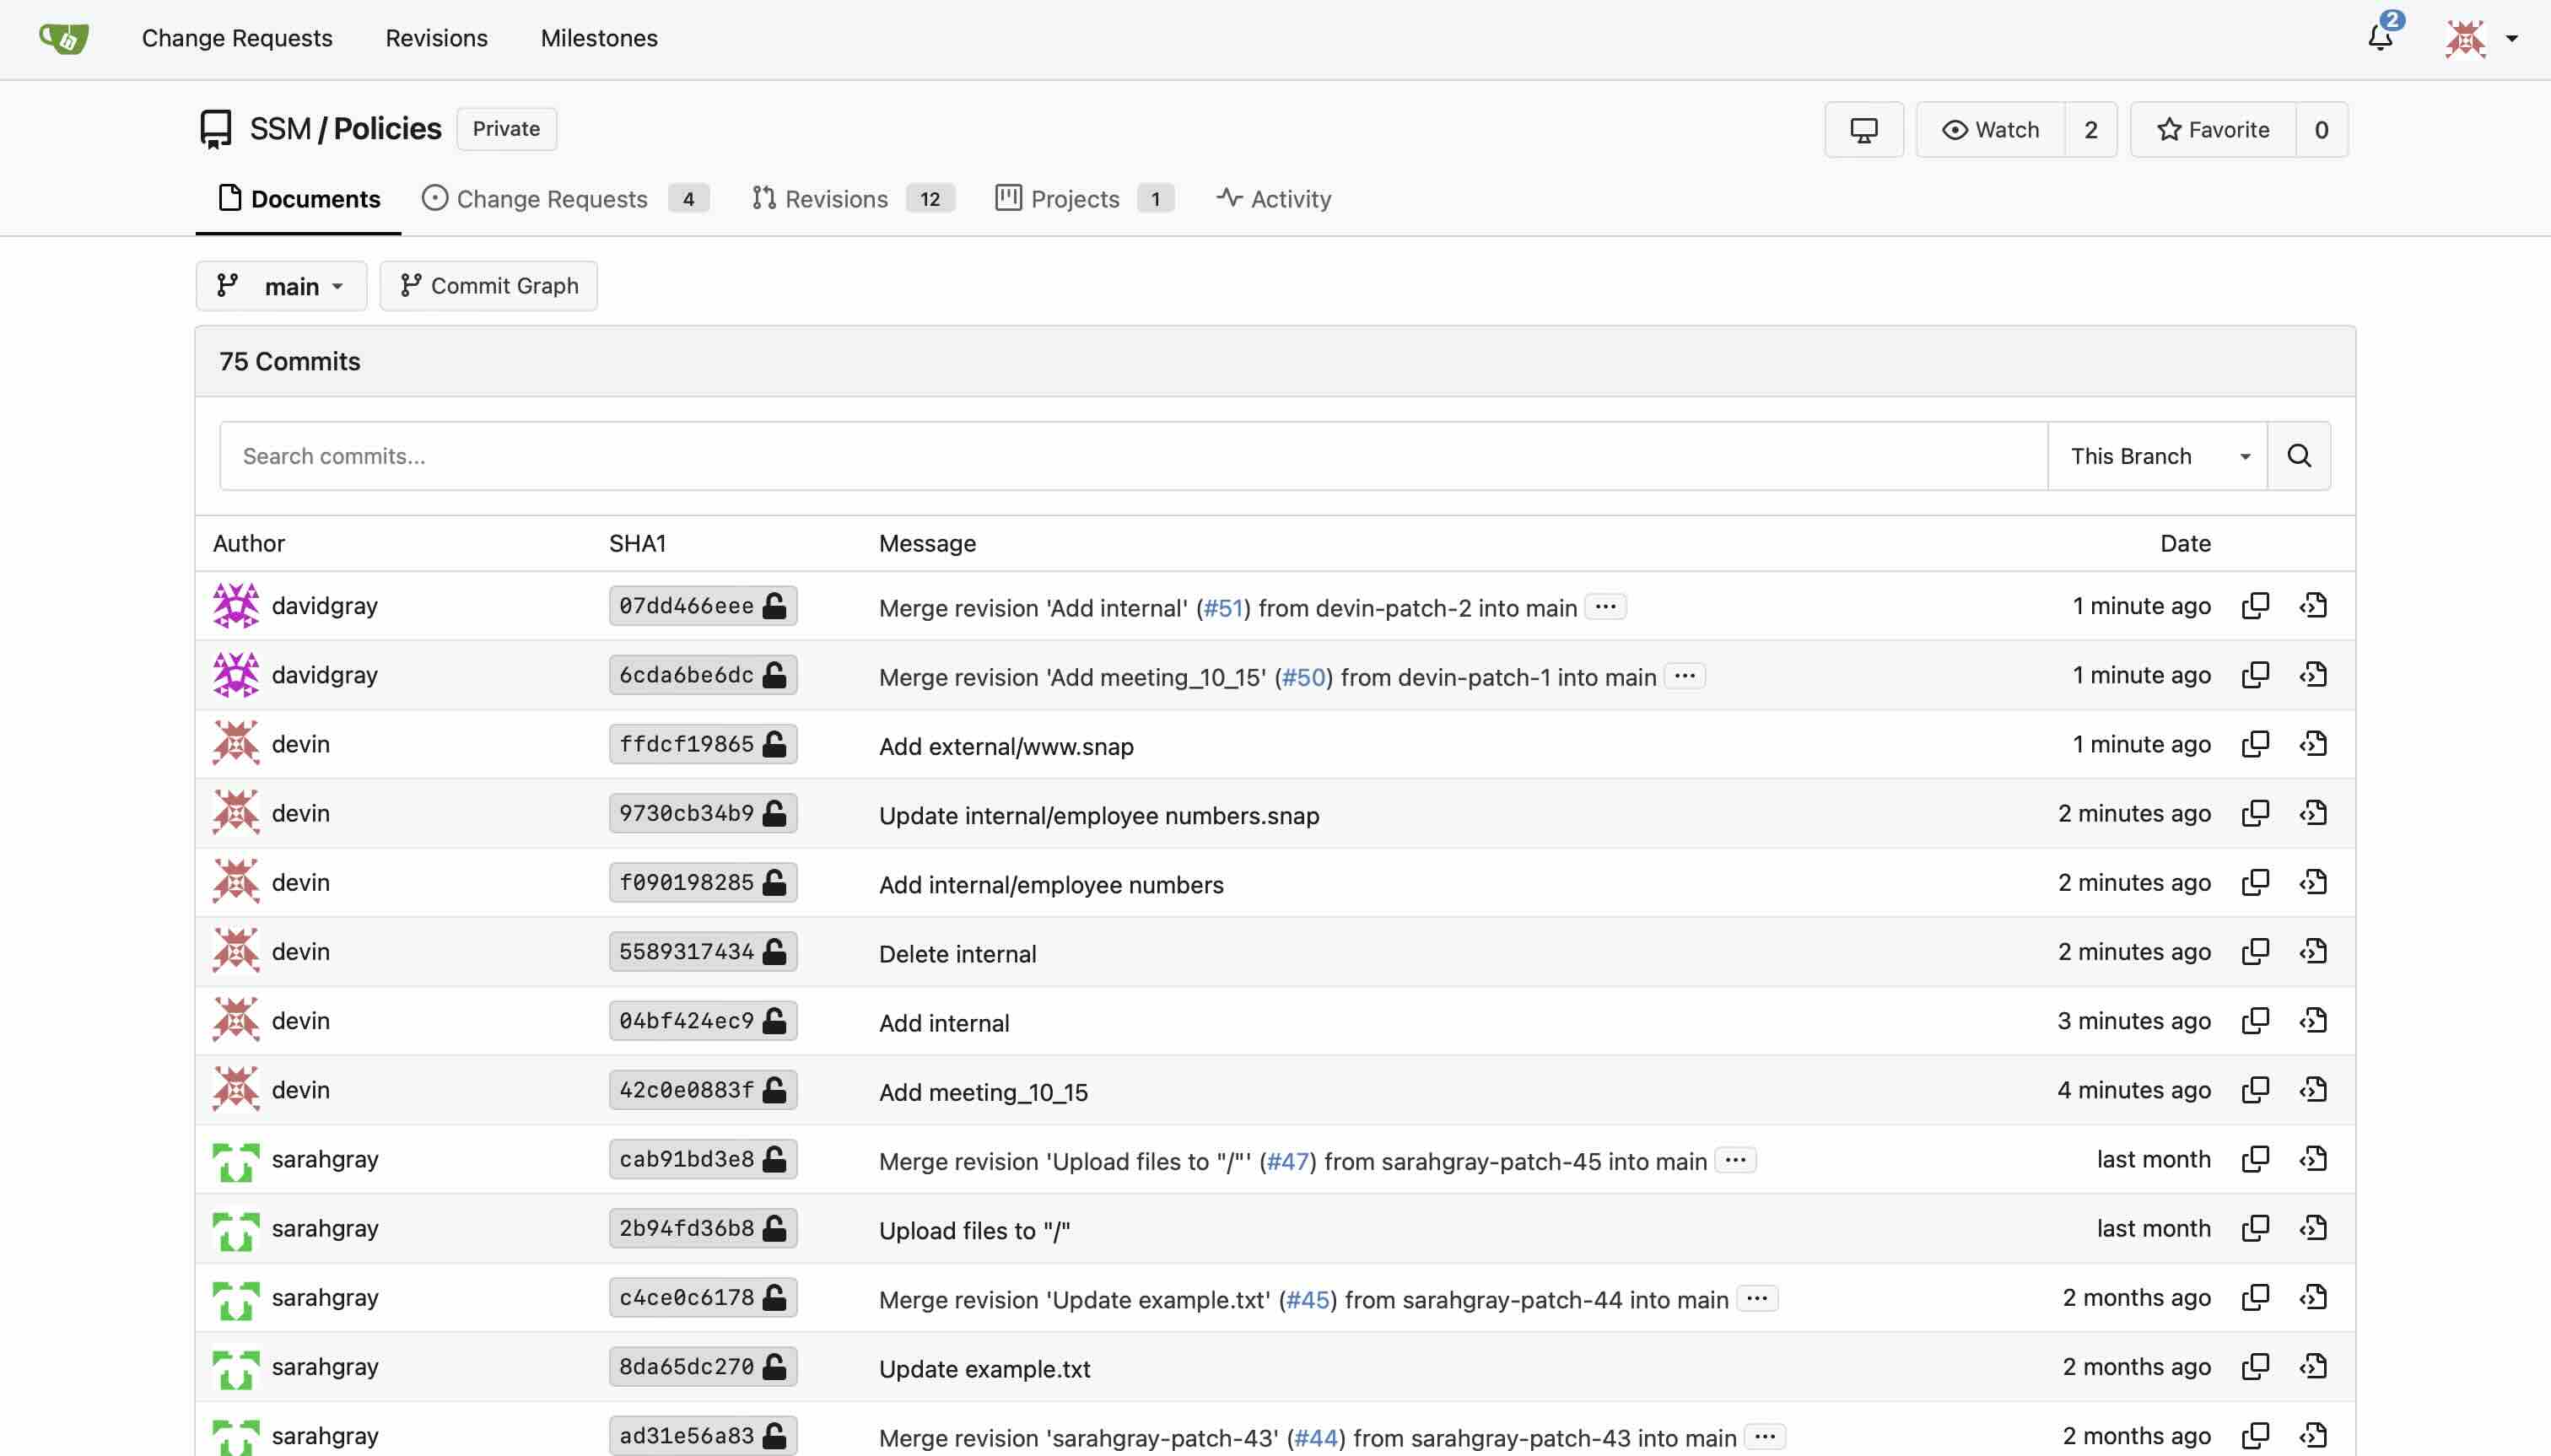 Change Requests Revisions Milestones 2
SSM / Policies Private Watch 2 Favorite 0
Documents Change Requests 4 Revisions 12 Projects 1 Activity
main Commit Graph
75 Commits
Search commits... This Branch
Author SHA1 Message Date
davidgray 07dd466eee Merge revision 'Add internal' (#51) from devin-patch-2 into main ... 1 minute ago
davidgray 6cda6be6dc Merge revision 'Add meeting_10_15' (#50) from devin-patch-1 into main ... 1 minute ago
devin ffdcf19865 Add external/www.snap 1 minute ago
devin 9730cb34b9 Update internal/employee numbers.snap 2 minutes ago
devin f090198285 Add internal/employee numbers 2 minutes ago
devin 5589317434 Delete internal 2 minutes ago
devin 04bf424ec9 Add internal 3 minutes ago
devin 42c0e0883f Add meeting_10_15 4 minutes ago
sarahgray cab91bd3e8 Merge revision 'Upload files to "/"' (#47) from sarahgray-patch-45 into main ... last month
sarahgray 2b94fd36b8 Upload files to "/" last month
sarahgray c4ce0c6178 Merge revision 'Update example.txt' (#45) from sarahgray-patch-44 into main ... 2 months ago
sarahgray 8da65dc270 Update example.txt 2 months ago
sarahgray ad31e56a83 Merge revision 'sarahgray-patch-43' (#44) from sarahgray-patch-43 into main ... 2 months ago